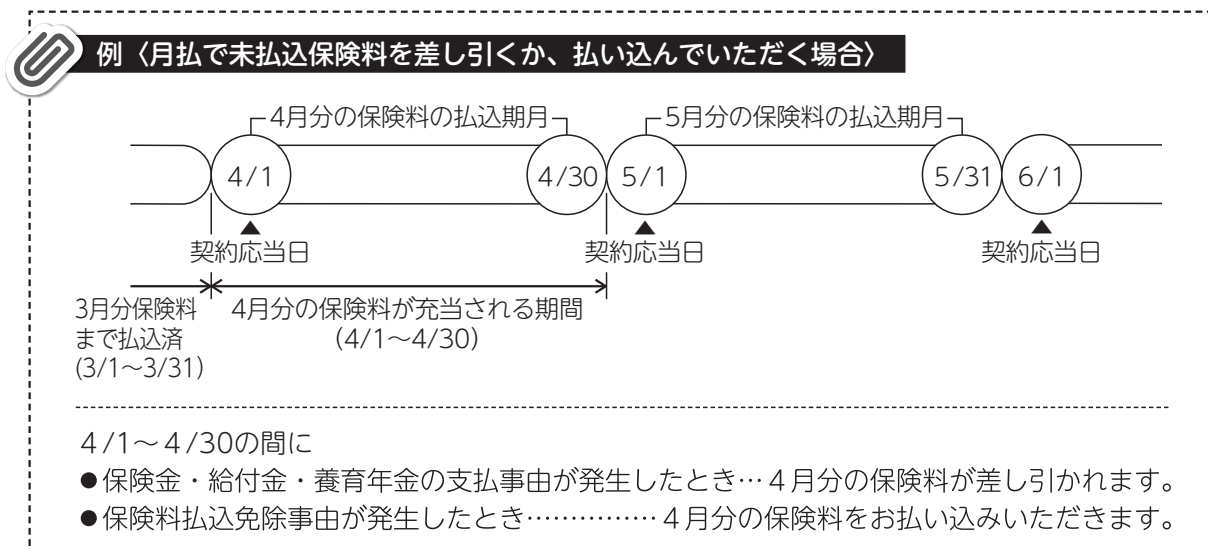 例〈月払で未払込保険料を差し引くか、払い込んでいただく場合〉
4月分の保険料の払込期月 5月分の保険料の払込期月
4/1 4/30 5/1 5/31 6/1
▲ ▲ ▲
契約応当日 契約応当日 契約応当日
3月分保険料 4月分の保険料が充当される期間
まで払込済 (4/1～4/30)
(3/1～3/31)
4/1～4/30の間に
●保険金・給付金・養育年金の支払事由が発生したとき…4月分の保険料が差し引かれます。
●保険料払込免除事由が発生したとき……………4月分の保険料をお払い込みいただきます。